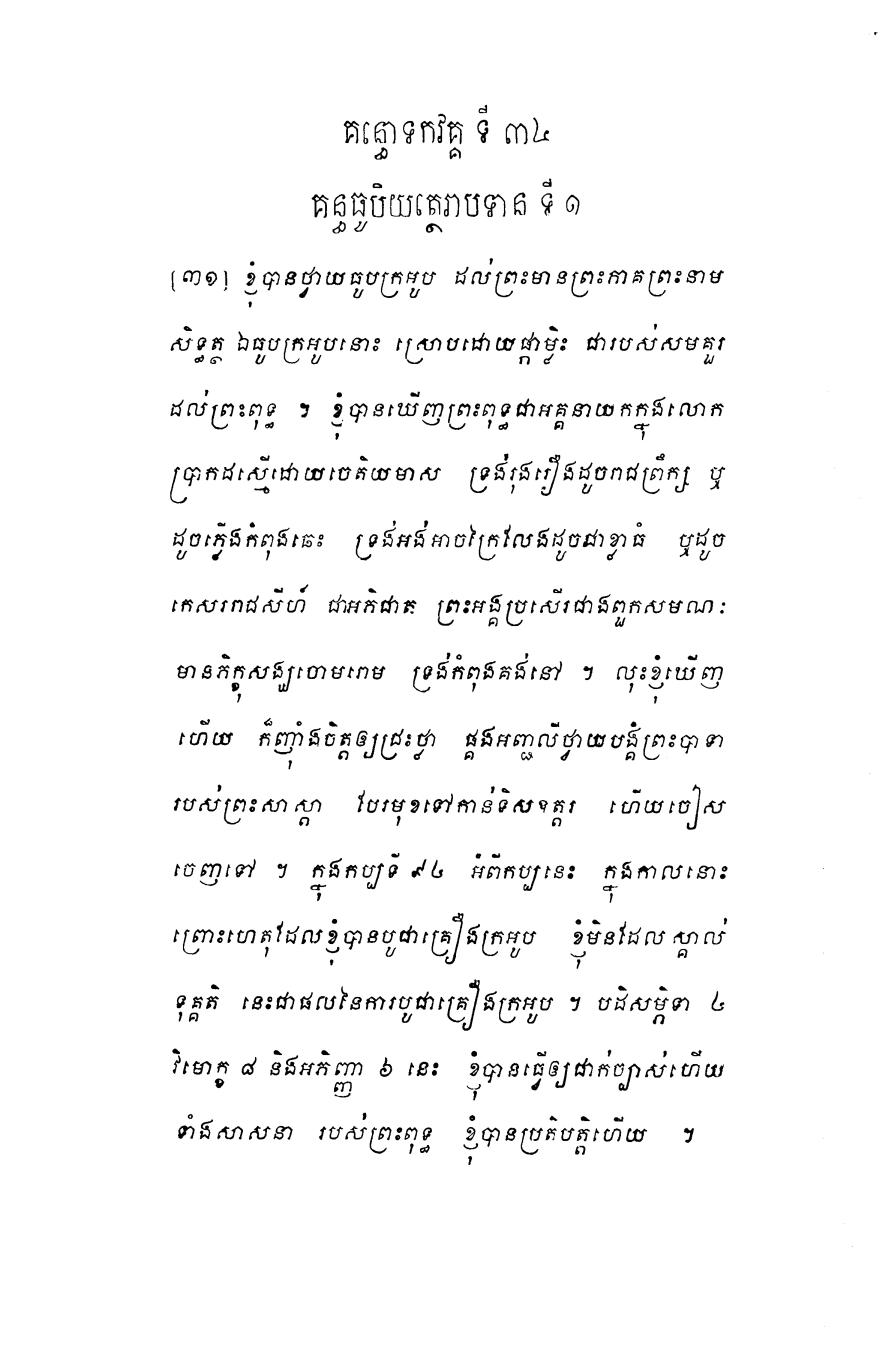 គន្ធោទកវគ្គ ទី ៣៤
គន្ធធូបិយត្ថេរាបទាន ទី ១
[៣១] ខ្ញុំបានថ្វាយធូបក្រអូប ដល់ព្រះមានព្រះភាគព្រះនាម
សិទ្ធត្ថ ឯធូបក្រអូបនោះ ស្រោបដោយផ្កាម្លិះ ជារបស់សមគួរ
ដល់ព្រះពុទ្ធ ។ ខ្ញុំបានឃើញព្រះពុទ្ធជាអគ្គនាយកក្នុងលោក
ប្រាកដស្មើដោយចេតិយមាស ទ្រង់រុងរឿងដូចរាជព្រឹក្ស ឬ
ដូចភ្លើងកំពុងឆេះ ទ្រង់អង់អាចក្រៃលែងដូចជាខ្លាធំ ឬដូច
កេសររាជសីហ៍ ជាអភិជាត ព្រះអង្គប្រសើរជាងពួកសមណៈ
មានភិក្ខុសង្ឃចោមរោម ទ្រង់កំពុងគង់នៅ ។ លុះខ្ញុំឃើញ
ហើយ ក៏ញុំាងចិត្តឲ្យជ្រះថ្លា ផ្គងអញ្ជលីថ្វាយបង្គំព្រះបាទា
របស់ព្រះសាស្តា បែរមុខទៅកាន់ទិសឧត្តរ ហើយចៀស
ចេញទៅ ។ ក្នុងកប្បទី ៩៤ អំពីកប្បនេះ ក្នុងកាលនោះ
ព្រោះហេតុដែលខ្ញុំបានបូជាគ្រឿងក្រអូប ខ្ញុំមិនដែលស្គាល់
ទុគ្គតិ នេះជាផលនៃការបូជាគ្រឿងក្រអូប ។ បដិសម្ភិទា ៤
វិមោក្ខ ៨ និងអភិញ្ញា ៦ នេះ ខ្ញុំបានធ្វើឲ្យជាក់ច្បាស់ហើយ
ទាំងសាសនា របស់ព្រះពុទ្ធ ខ្ញុំបានប្រតិបត្តិហើយ ។